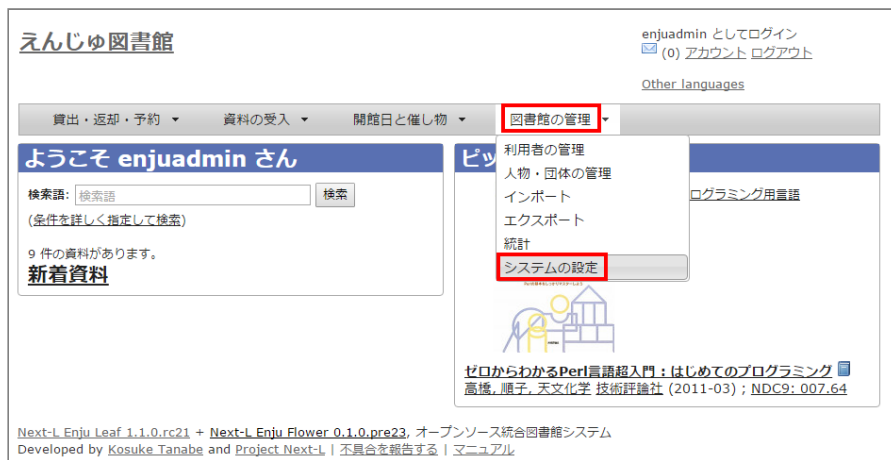 えんじゅ図書館
enjuadmin としてログイン
(0) アカウント ログアウト
Other languages
貸出・返却・予約 ▼ 資料の受入 ▼ 開館日と催し物 ▼ 図書館の管理 ▼
ようこそ enjuadmin さん
検索語: 検索語 検索
(条件を詳しく指定して検索)
9 件の資料があります。
新着資料
ピッ
利用者の管理
人物・団体の管理
インポート
ログラミング用言語
エクスポート
統計
システムの設定
ゼロからわかるPerl言語超入門 : はじめてのプログラミング
高橋, 順子, 天文化学 技術評論社 (2011-03) ; NDC9: 007.64
Next-L Enju Leaf 1.1.0.rc21 + Next-L Enju Flower 0.1.0.pre23, オープンソース統合図書館システム
Developed by Kosuke Tanabe and Project Next-L | 不具合を報告する | マニュアル